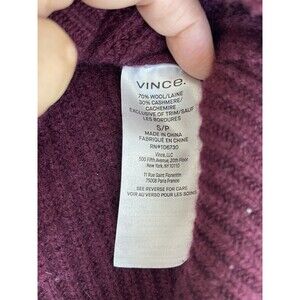 VINCE.
70% WOOL/LAINE
30% CASHMERE/
CACHEMIRE
EXCLUSIVE OF TRIM/SAUF
LES BORDURES
S/P
MADE IN CHINA
FABRIQUÉ EN CHINE
RN#106730
Vince, LLC
500 Fifth Avenue, 20th Floor
New York, NY 10110
11 Rue Saint Florentin
75008 Paris France
SEE REVERSE FOR CARE
VOIR AU VERSO POUR LES SOINS